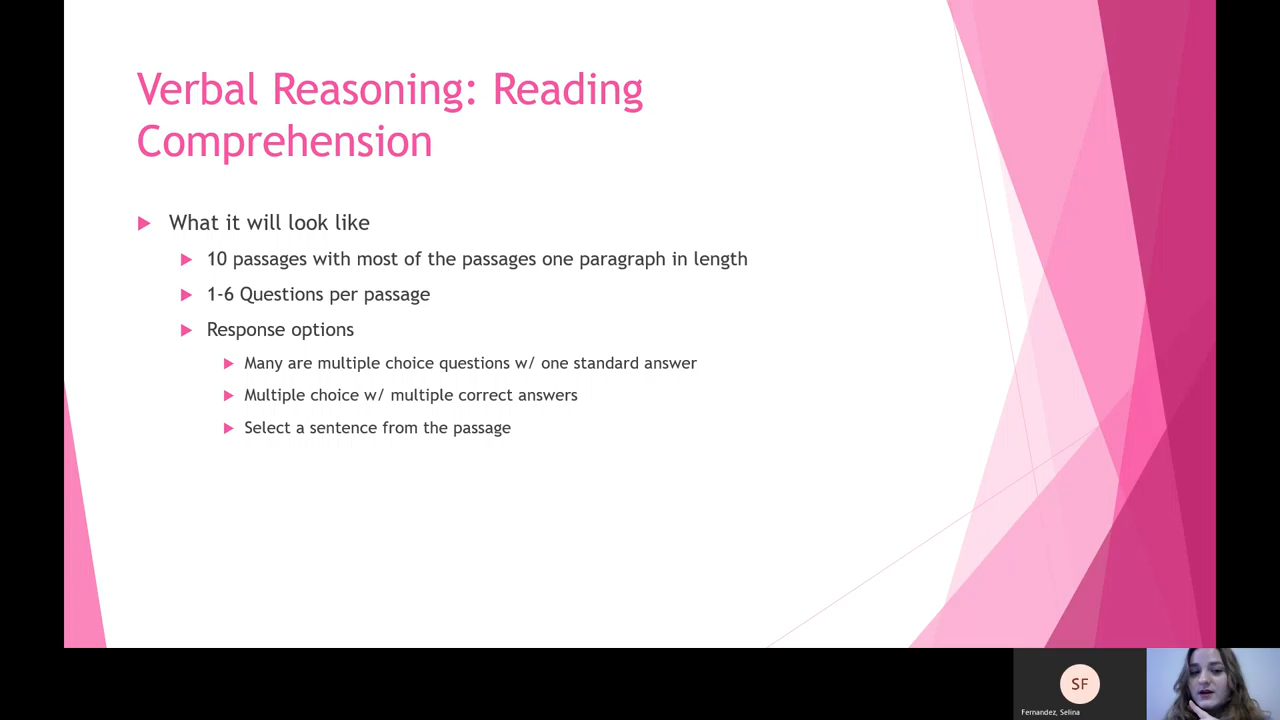 Verbal Reasoning: Reading
Comprehension
What it will look like
10 passages with most of the passages one paragraph in length
1-6 Questions per passage
Response options
Many are multiple choice questions w/ one standard answer
Multiple choice w/ multiple correct answers
Select a sentence from the passage
SF
Fernandez, Selina